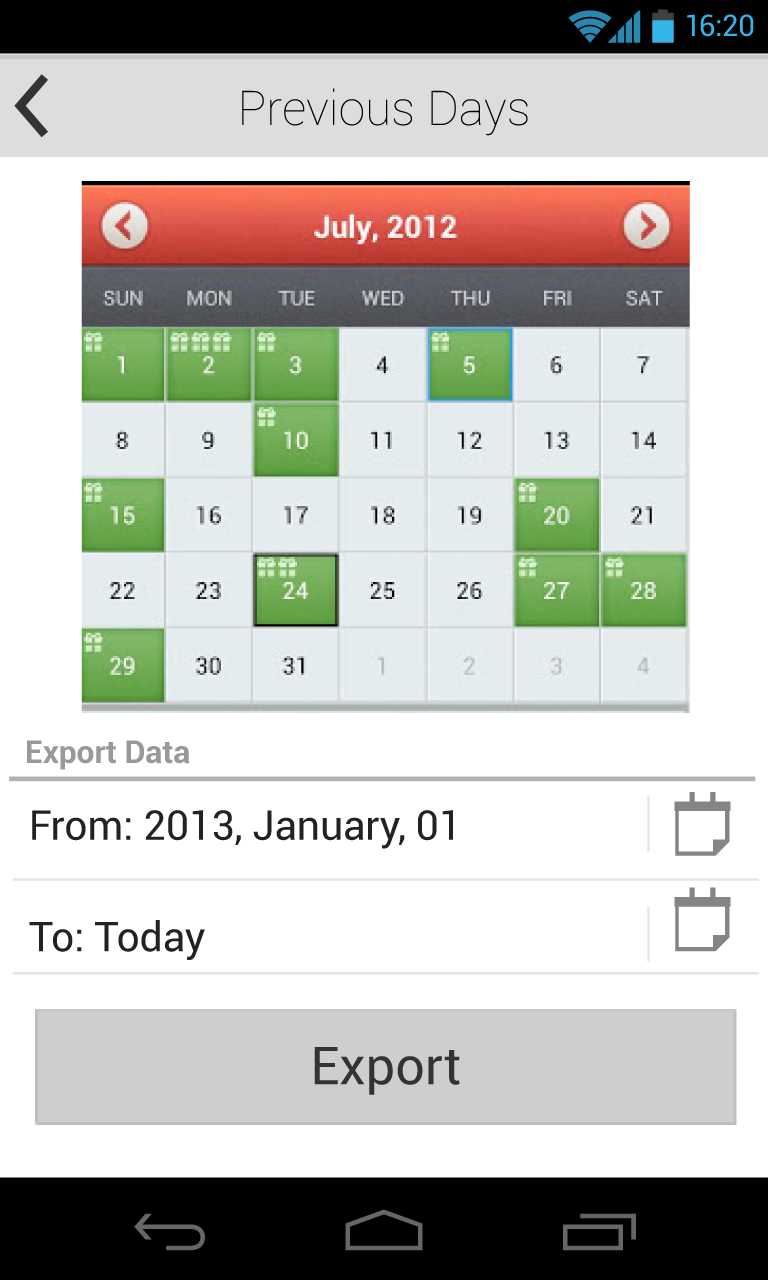 16:20
Previous Days
July, 2012
SUN MON TUE WED THU FRI SAT
1 2 3 4 5 6 7
8 9 10 11 12 13 14
15 16 17 18 19 20 21
22 23 24 25 26 27 28
29 30 31 1 2 3 4
Export Data
From: 2013, January, 01
To: Today
Export